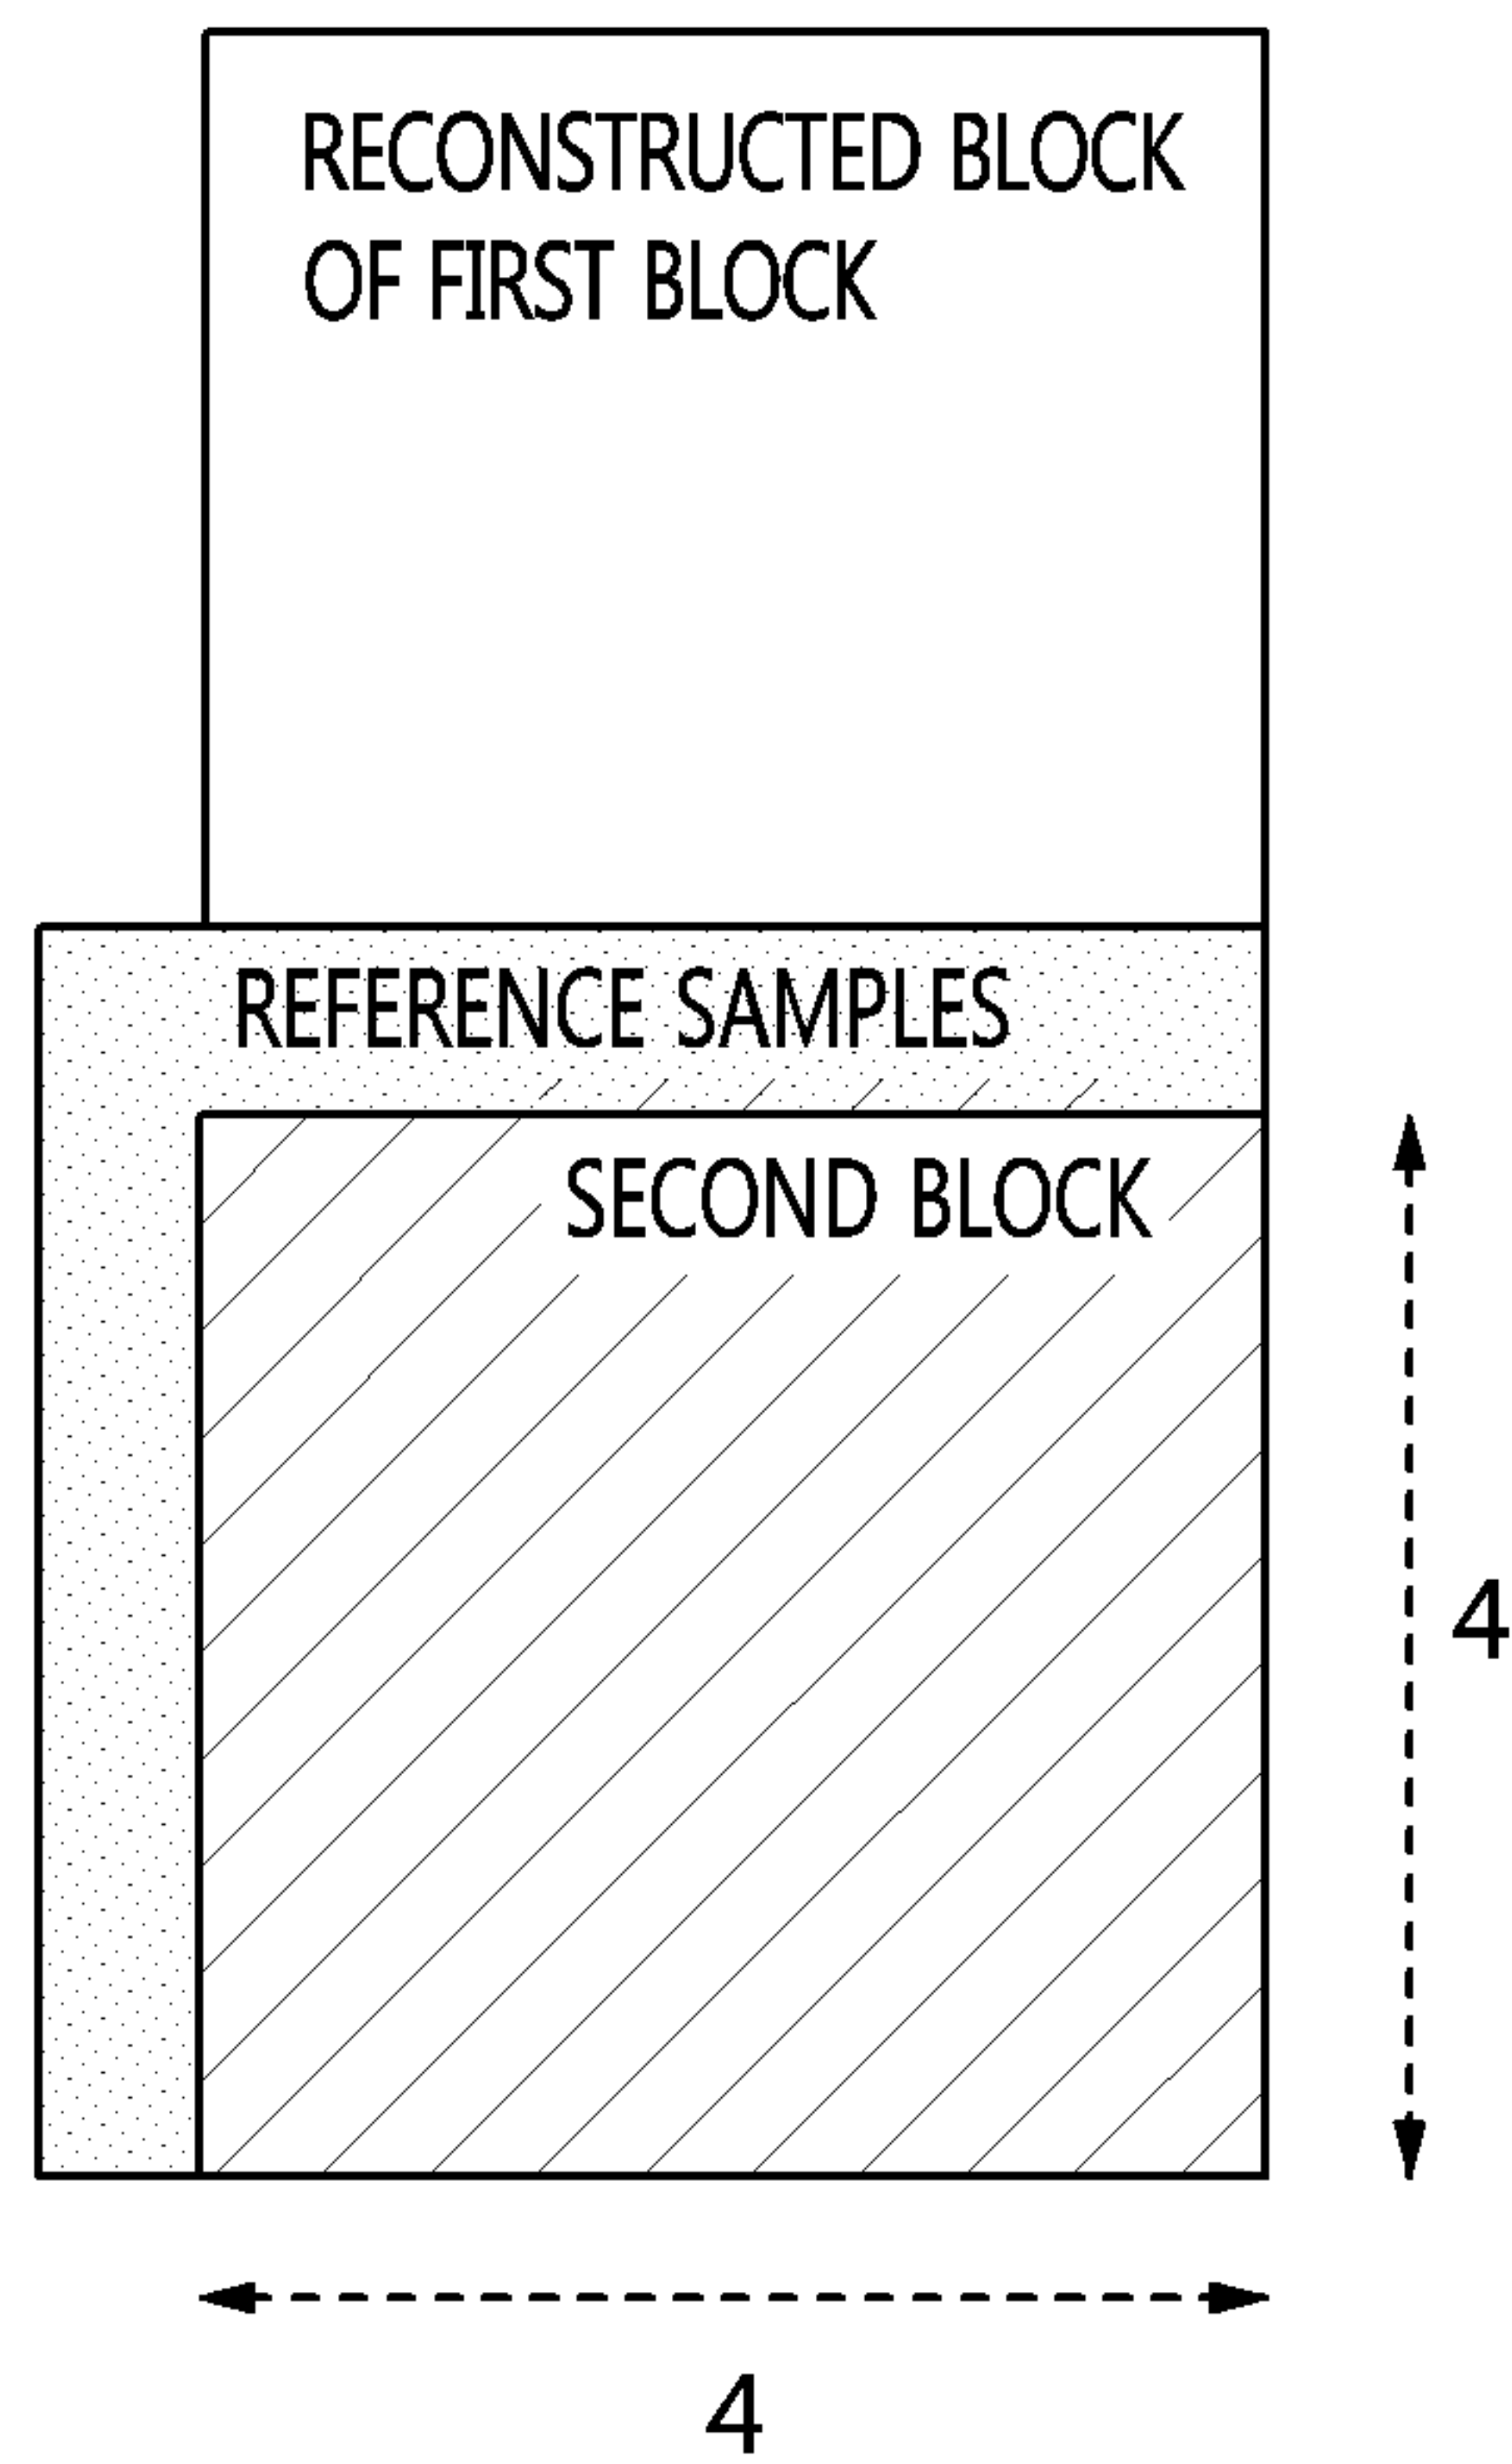 RECONSTRUCTED BLOCK
OF FIRST BLOCK
REFERENCE SAMPLES
SECOND BLOCK
4
4